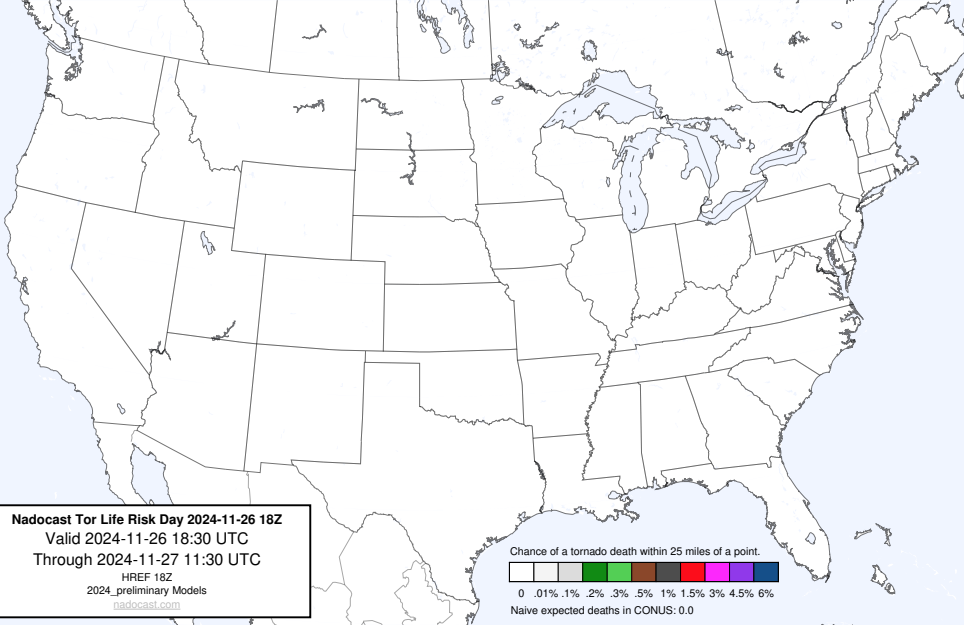 Nadocast Tor Life Risk Day 2024-11-26 18Z
Valid 2024-11-26 18:30 UTC
Through 2024-11-27 11:30 UTC
HREF 18Z
2024_preliminary Models
nadocast.com
Chance of a tornado death within 25 miles of a point.
0 .01% .1% .2% .3% .5% 1% 1.5% 3% 4.5% 6%
Naive expected deaths in CONUS: 0.0